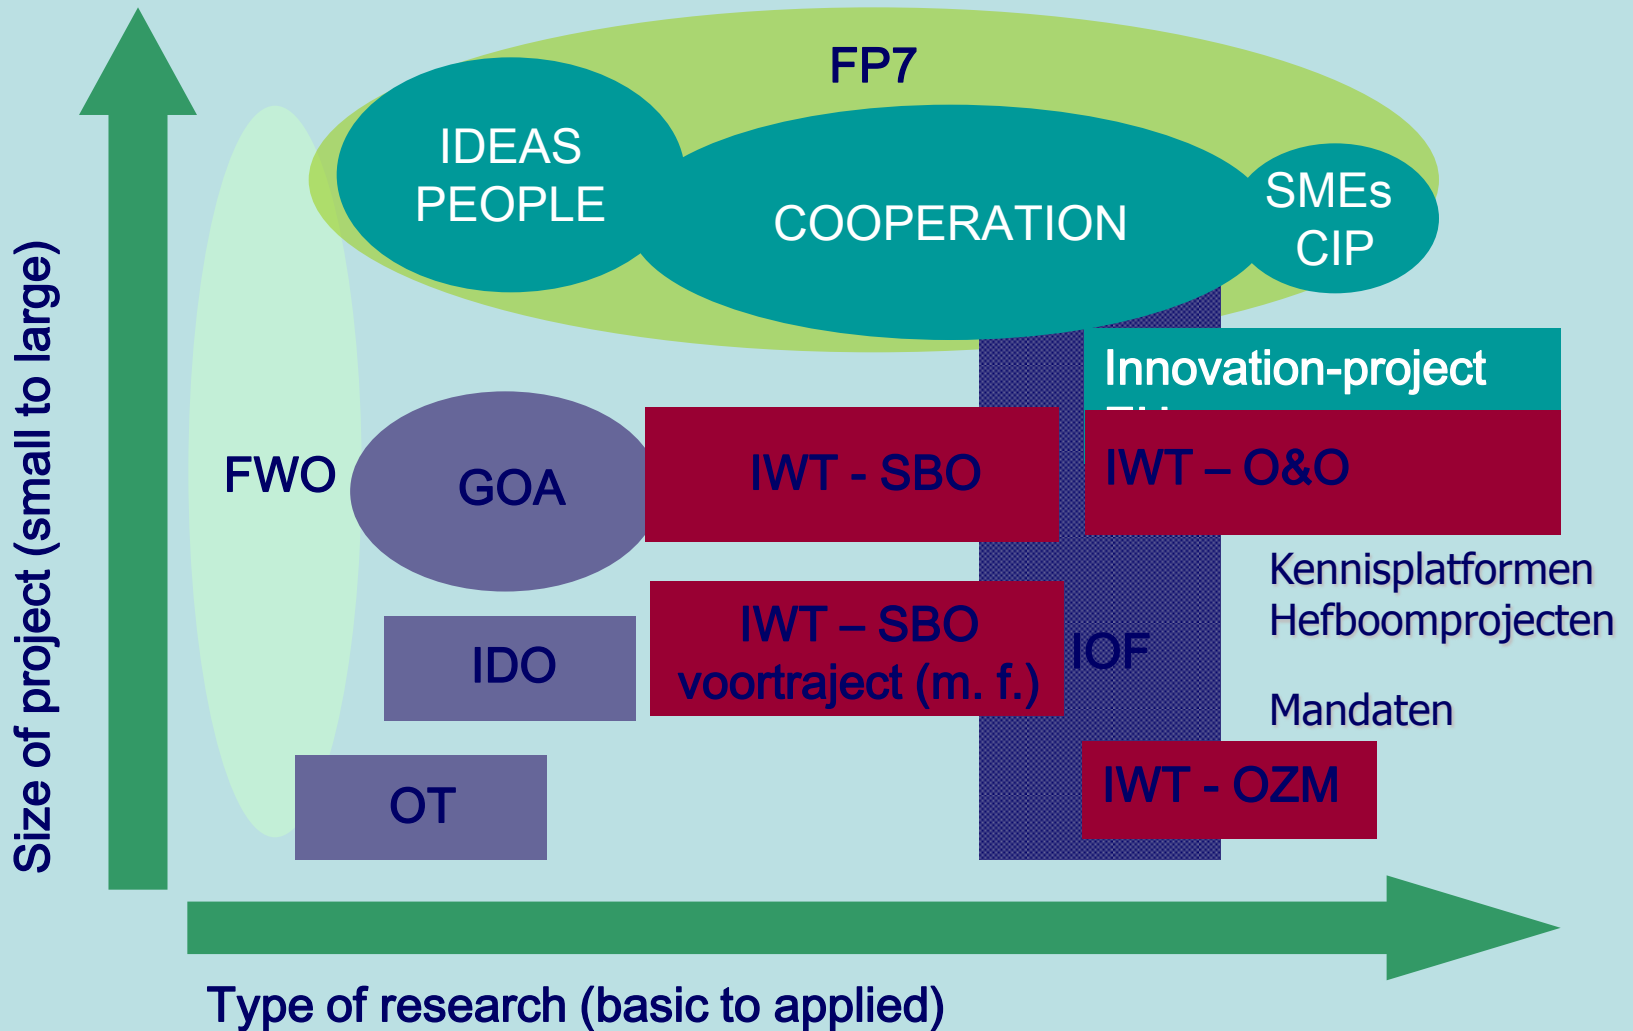 FP7
IDEAS
PEOPLE
COOPERATION
SMEs
CIP
Size of project (small to large)
Innovation-project
FWO
GOA
IWT - SBO
IWT – O&O
Kennisplatformen
Hefboomprojecten
IDO
IWT – SBO
voortraject (m. f.)
IOF
Mandaten
OT
IWT - OZM
Type of research (basic to applied)